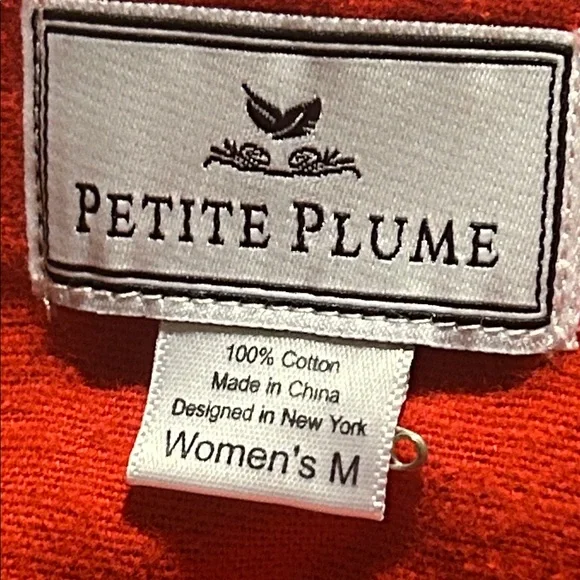 PETITE PLUME
100% Cotton
Made in China
Designed in New York
Women's M